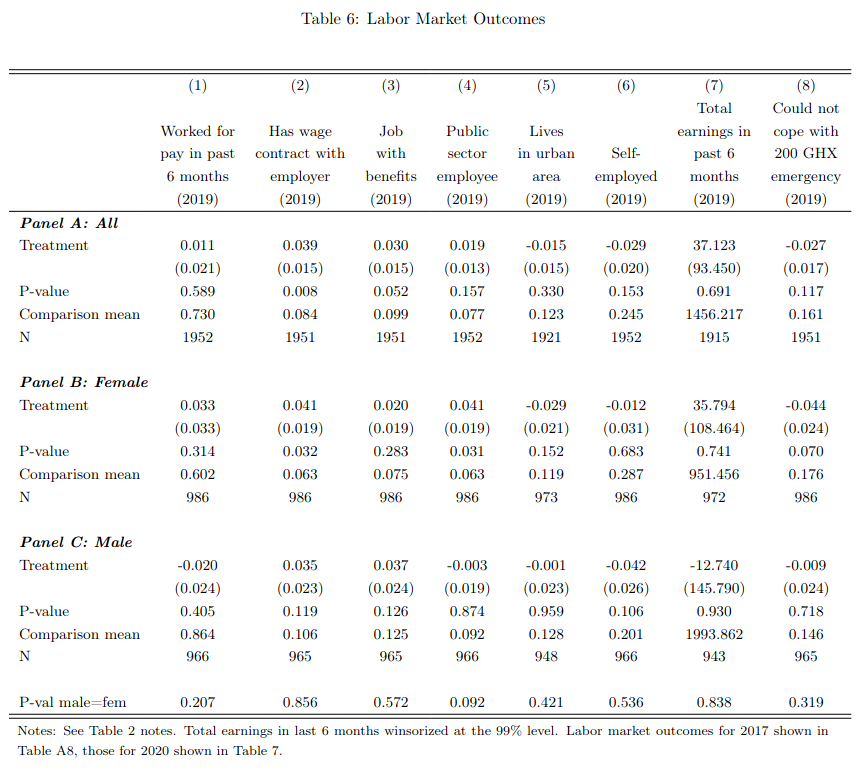 Table 6: Labor Market Outcomes
(1) (2) (3) (4) (5) (6) (7) (8)
Total Could not
Worked for Has wage Job Public Lives earnings in cope with
pay in past contract with with sector in urban Self- past 6 200 GHX
6 months employer benefits employee area employed months emergency
(2019) (2019) (2019) (2019) (2019) (2019) (2019) (2019)
Panel A: All
Treatment 0.011 0.039 0.030 0.019 -0.015 -0.029 37.123 -0.027
(0.021) (0.015) (0.015) (0.013) (0.015) (0.020) (93.450) (0.017)
P-value 0.589 0.008 0.052 0.157 0.330 0.153 0.691 0.117
Comparison mean 0.730 0.084 0.099 0.077 0.123 0.245 1456.217 0.161
N 1952 1951 1951 1952 1921 1952 1915 1951
Panel B: Female
Treatment 0.033 0.041 0.020 0.041 -0.029 -0.012 35.794 -0.044
(0.033) (0.019) (0.019) (0.019) (0.021) (0.031) (108.464) (0.024)
P-value 0.314 0.032 0.283 0.031 0.152 0.683 0.741 0.070
Comparison mean 0.602 0.063 0.075 0.063 0.119 0.287 951.456 0.176
N 986 986 986 986 973 986 972 986
Panel C: Male
Treatment -0.020 0.035 0.037 -0.003 -0.001 -0.042 -12.740 -0.009
(0.024) (0.023) (0.024) (0.019) (0.023) (0.026) (145.790) (0.024)
P-value 0.405 0.119 0.126 0.874 0.959 0.106 0.930 0.718
Comparison mean 0.864 0.106 0.125 0.092 0.128 0.201 1993.862 0.146
N 966 965 965 966 948 966 943 965
P-val male=fem 0.207 0.856 0.572 0.092 0.421 0.536 0.838 0.319
Notes: See Table 2 notes. Total earnings in last 6 months winsorized at the 99% level. Labor market outcomes for 2017 shown in
Table A8, those for 2020 shown in Table 7.